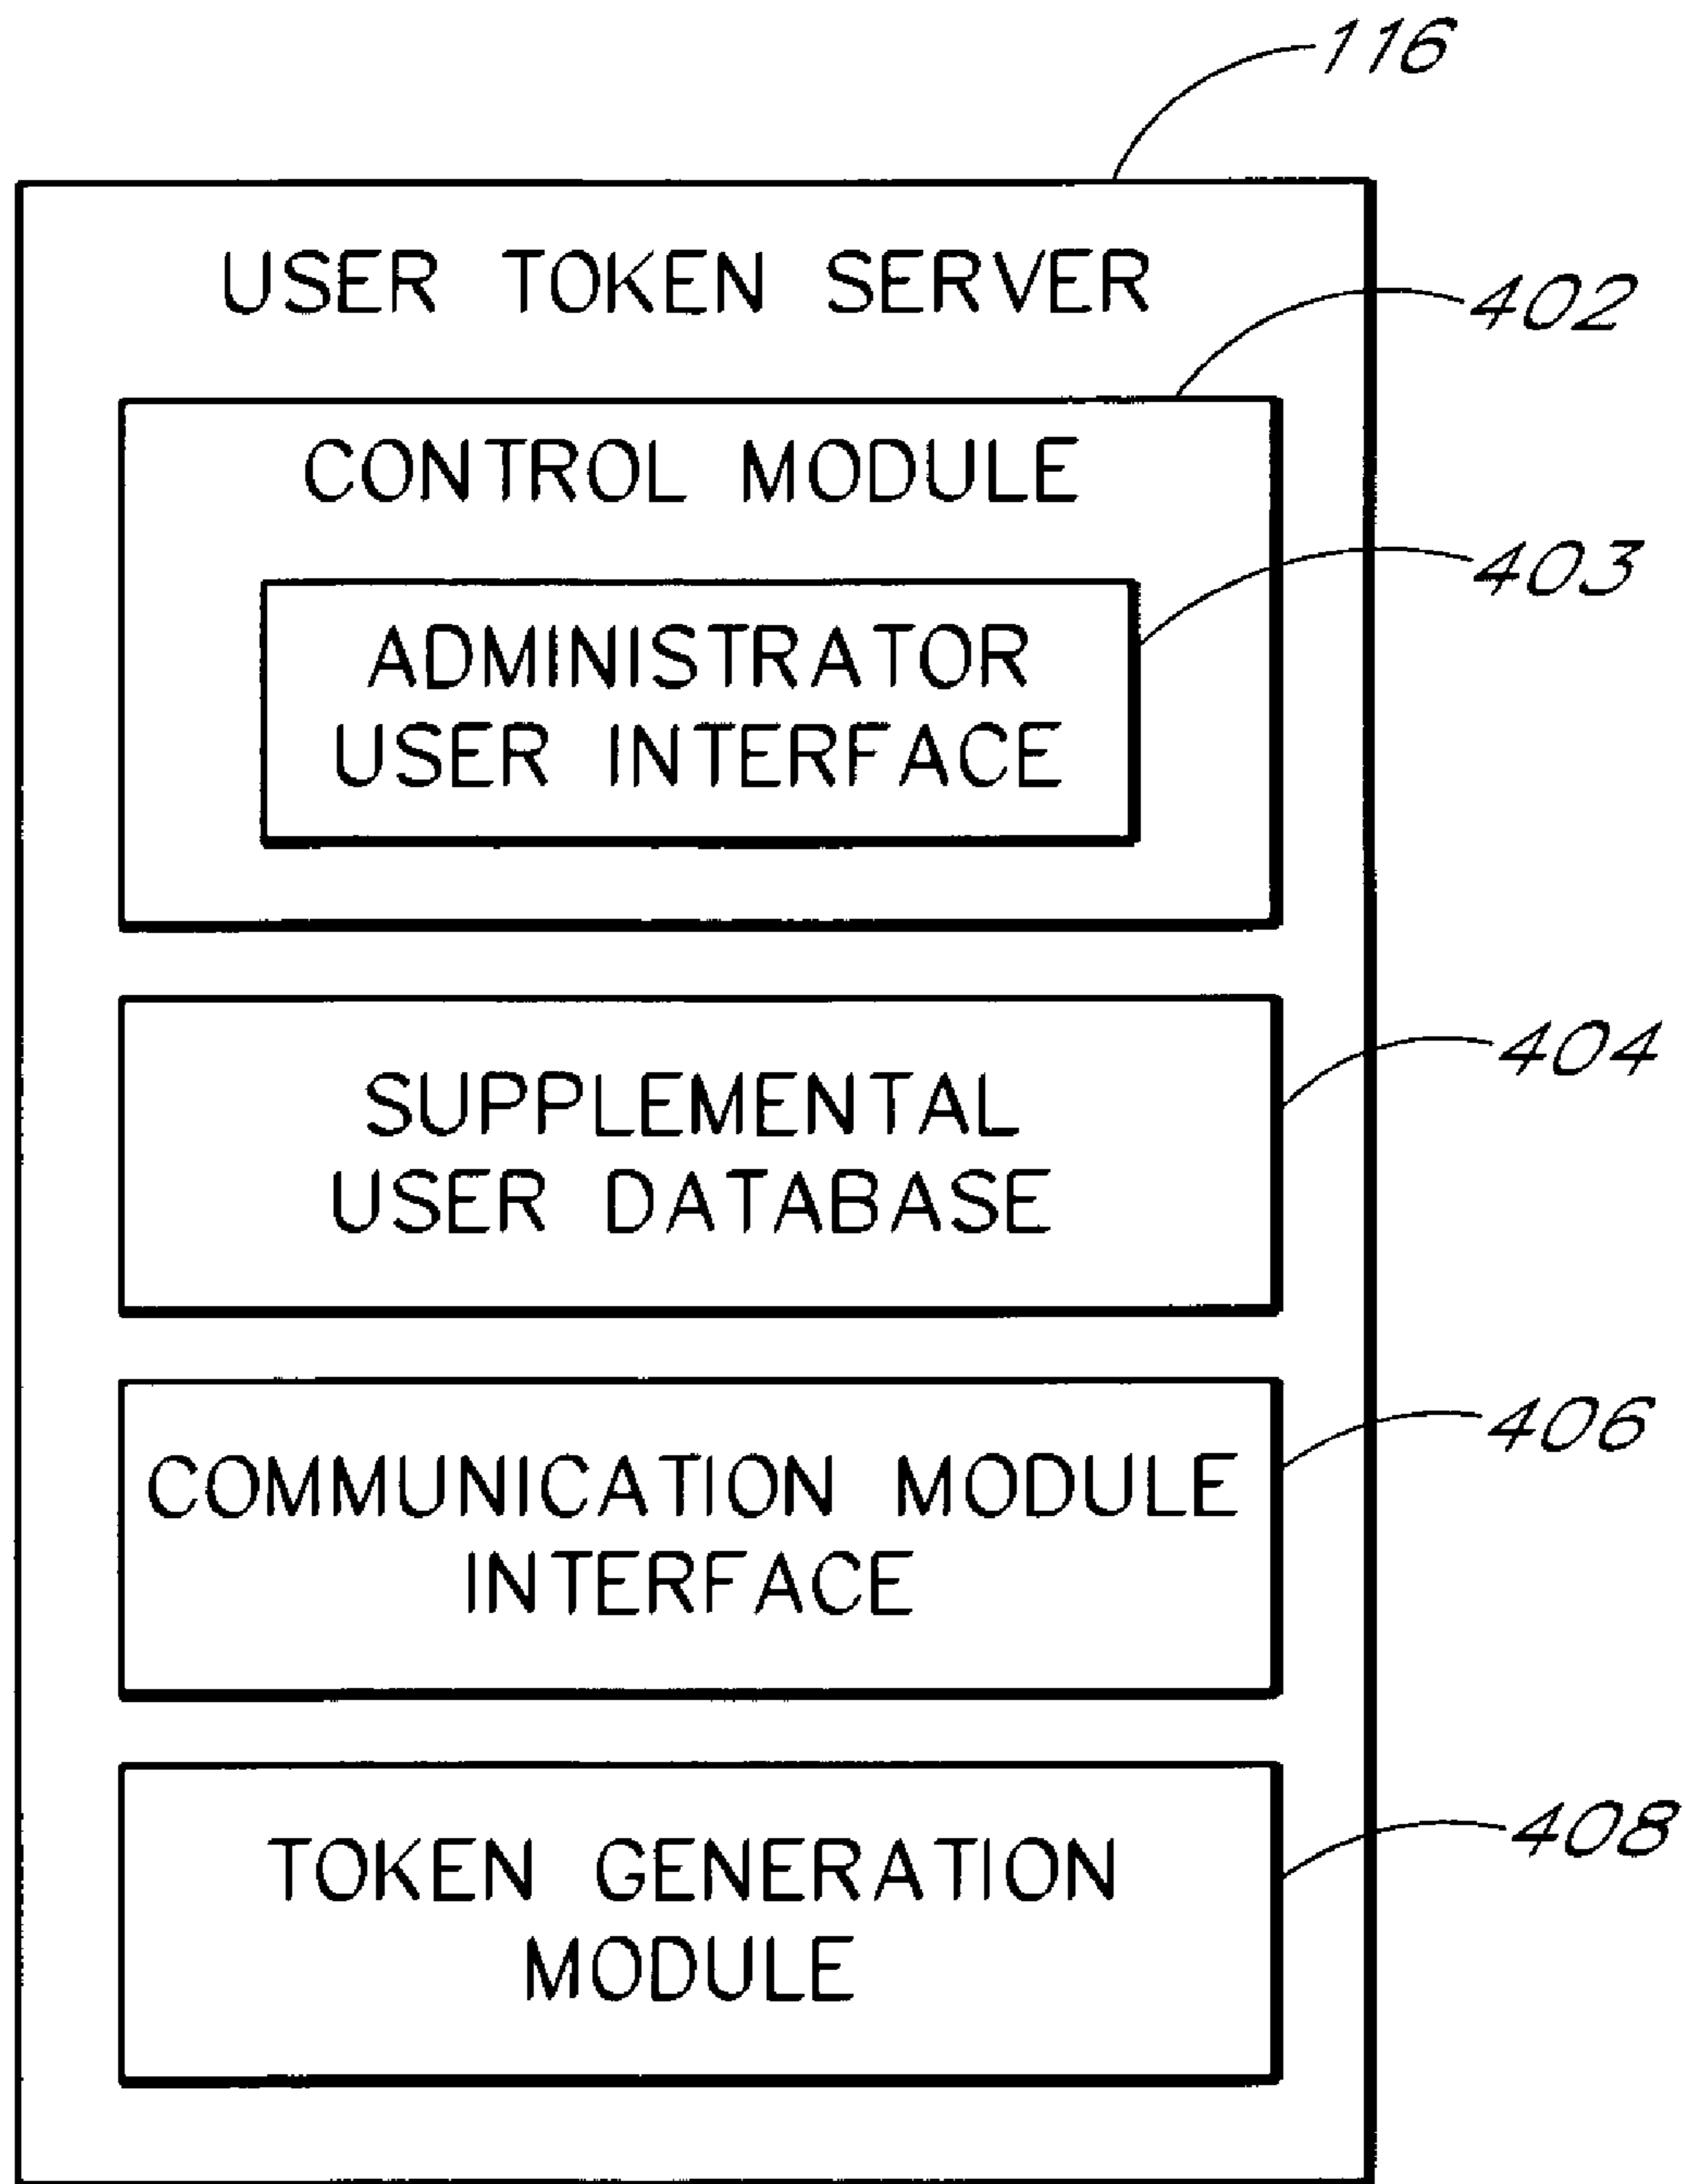 116
USER TOKEN SERVER
402
CONTROL MODULE
403
ADMINISTRATOR
USER INTERFACE
404
SUPPLEMENTAL
USER DATABASE
406
COMMUNICATION MODULE
INTERFACE
408
TOKEN GENERATION
MODULE